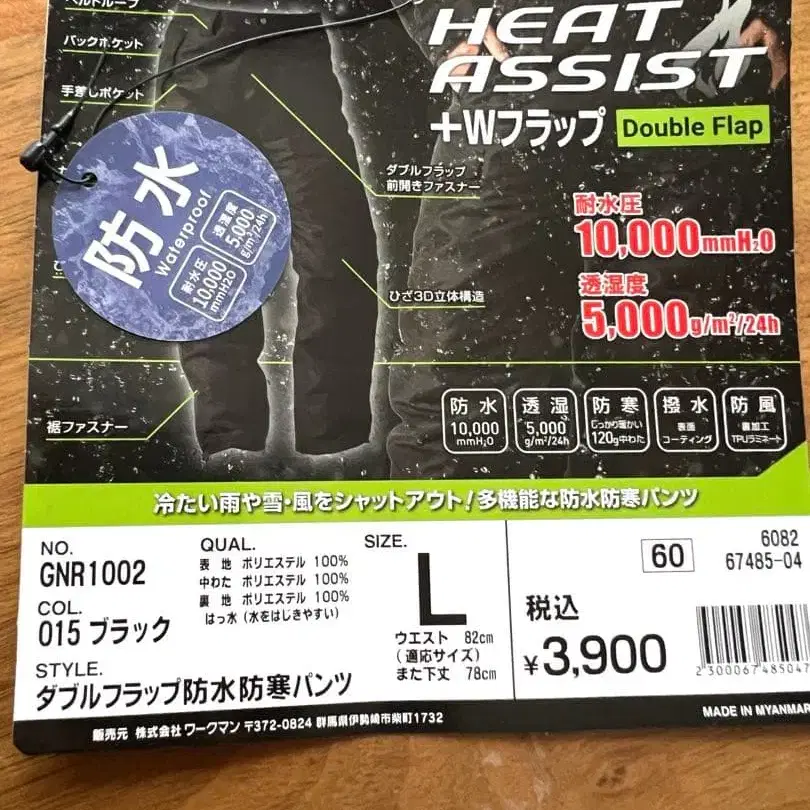 ベルトループ
バックポケット
手差しポケット
HEAT
ASSIST
+Wフラップ Double Flap
ダブルフラップ
前開きファスナー
防水
Waterproof
耐水圧
10,000
mmH2O
透湿度
5,000
g/m²/24h
耐水圧
10,000mmH2O
透湿度
5,000g/m²/24h
ひざ3D立体構造
裾ファスナー
防水
10,000
mmH2O
透湿
5,000
g/m²/24h
防寒
しっかり暖かい
120g中わた
撥水
表面
コーティング
防風
裏加工
TPUラミネート
冷たい雨や雪・風をシャットアウト!多機能な防水防寒パンツ
NO.
GNR1002
COL.
015 ブラック
STYLE.
ダブルフラップ防水防寒パンツ
QUAL.
表 地 ポリエステル 100%
中わた ポリエステル 100%
裏 地 ポリエステル 100%
はっ水(水をはじきやすい)
SIZE.
L
ウエスト 82cm
(適応サイズ)
また下丈 78cm
60
6082
67485-04
税込
¥3,900
2300067485047
販売元 株式会社 ワークマン 〒372-0824 群馬県伊勢崎市柴町1732
MADE IN MYANMAR